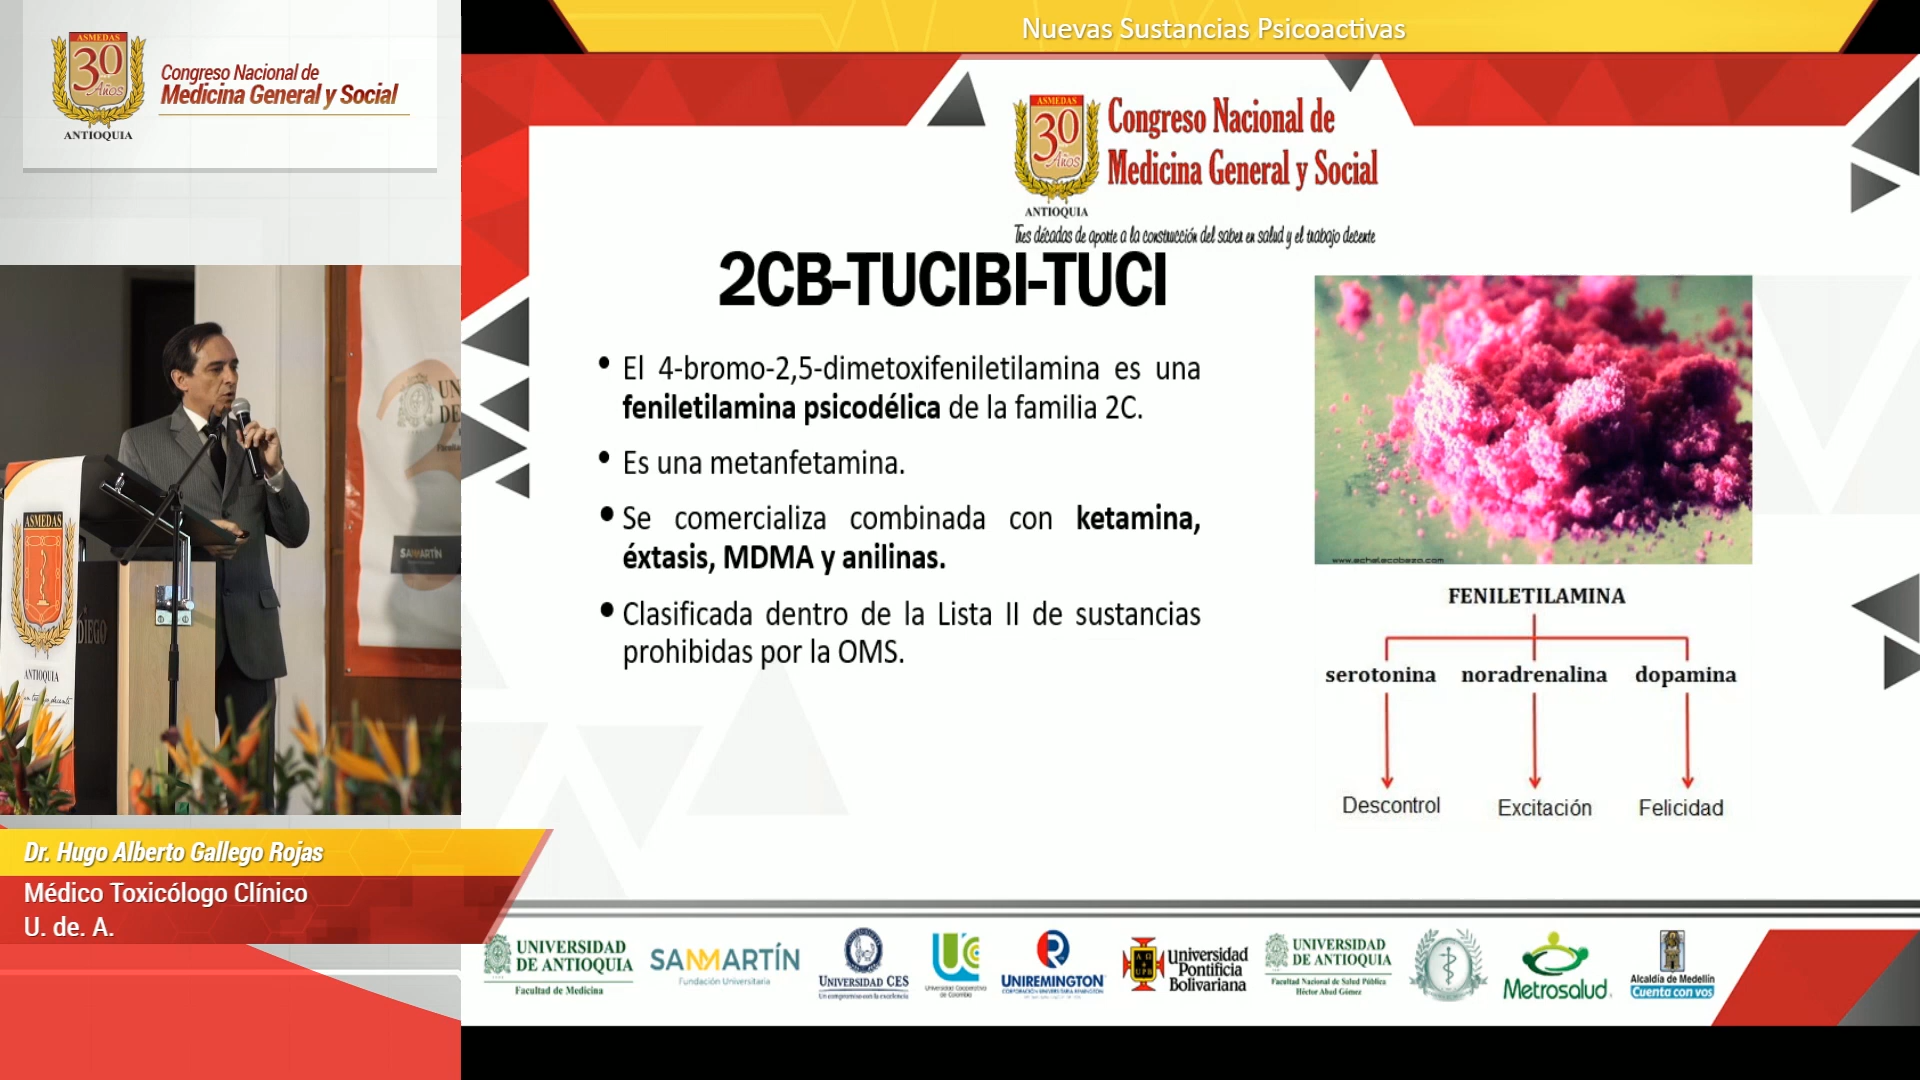 Nuevas Sustancias Psicoactivas
ASMEDAS
30
Años
ANTIOQUIA
Congreso Nacional de
Medicina General y Social
ASMEDAS
30
Años
ANTIOQUIA
Congreso Nacional de
Medicina General y Social
Tres décadas de aporte a la construcción del saber en salud y el trabajo decente
2CB-TUCIBI-TUCI
• El 4-bromo-2,5-dimetoxifeniletilamina es una
feniletilamina psicodélica de la familia 2C.
• Es una metanfetamina.
• Se comercializa combinada con ketamina,
éxtasis, MDMA y anilinas.
• Clasificada dentro de la Lista II de sustancias
prohibidas por la OMS.
www.echalecabeza.com
FENILETILAMINA
serotonina noradrenalina dopamina
Descontrol Excitación Felicidad
UN
DE
ASMEDAS
ANTIOQUIA
DIEGO
SANMARTÍN
Dr. Hugo Alberto Gallego Rojas
Médico Toxicólogo Clínico
U. de. A.
UNIVERSIDAD
DE ANTIOQUIA
Facultad de Medicina
SANMARTÍN
Fundación Universitaria
UNIVERSIDAD CES
Un compromiso con la excelencia
Universidad Cooperativa
de Colombia
UNIREMINGTON
CORPORACIÓN UNIVERSITARIA REMINGTON
Universidad
Pontificia
Bolivariana
UNIVERSIDAD
DE ANTIOQUIA
Facultad Nacional de Salud Pública
Héctor Abad Gómez
Metrosalud
Alcaldía de Medellín
Cuenta con vos